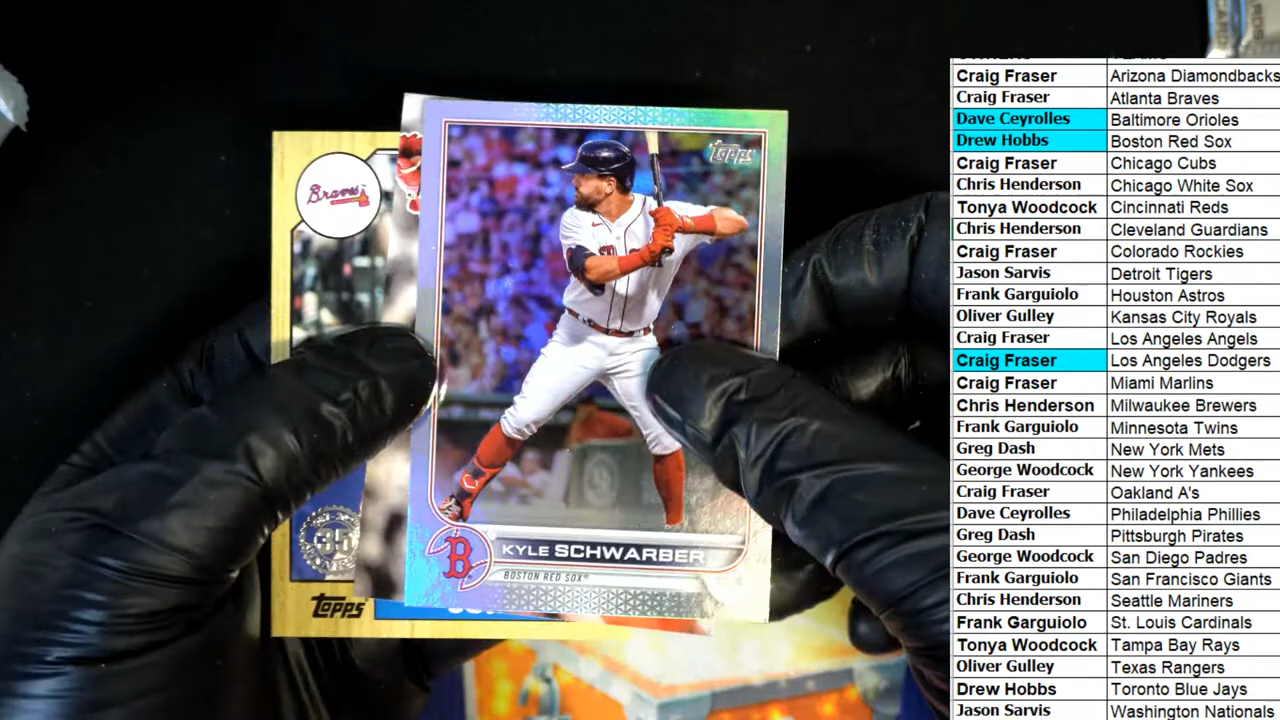 Braves
Topps
KYLE SCHWARBER
B
BOSTON RED SOX
35
Topps
Craig Fraser Arizona Diamondbacks
Craig Fraser Atlanta Braves
Dave Ceyrolles Baltimore Orioles
Drew Hobbs Boston Red Sox
Craig Fraser Chicago Cubs
Chris Henderson Chicago White Sox
Tonya Woodcock Cincinnati Reds
Chris Henderson Cleveland Guardians
Craig Fraser Colorado Rockies
Jason Sarvis Detroit Tigers
Frank Garguiolo Houston Astros
Oliver Gulley Kansas City Royals
Craig Fraser Los Angeles Angels
Craig Fraser Los Angeles Dodgers
Craig Fraser Miami Marlins
Chris Henderson Milwaukee Brewers
Frank Garguiolo Minnesota Twins
Greg Dash New York Mets
George Woodcock New York Yankees
Craig Fraser Oakland A's
Dave Ceyrolles Philadelphia Phillies
Greg Dash Pittsburgh Pirates
George Woodcock San Diego Padres
Frank Garguiolo San Francisco Giants
Chris Henderson Seattle Mariners
Frank Garguiolo St. Louis Cardinals
Tonya Woodcock Tampa Bay Rays
Oliver Gulley Texas Rangers
Drew Hobbs Toronto Blue Jays
Jason Sarvis Washington Nationals